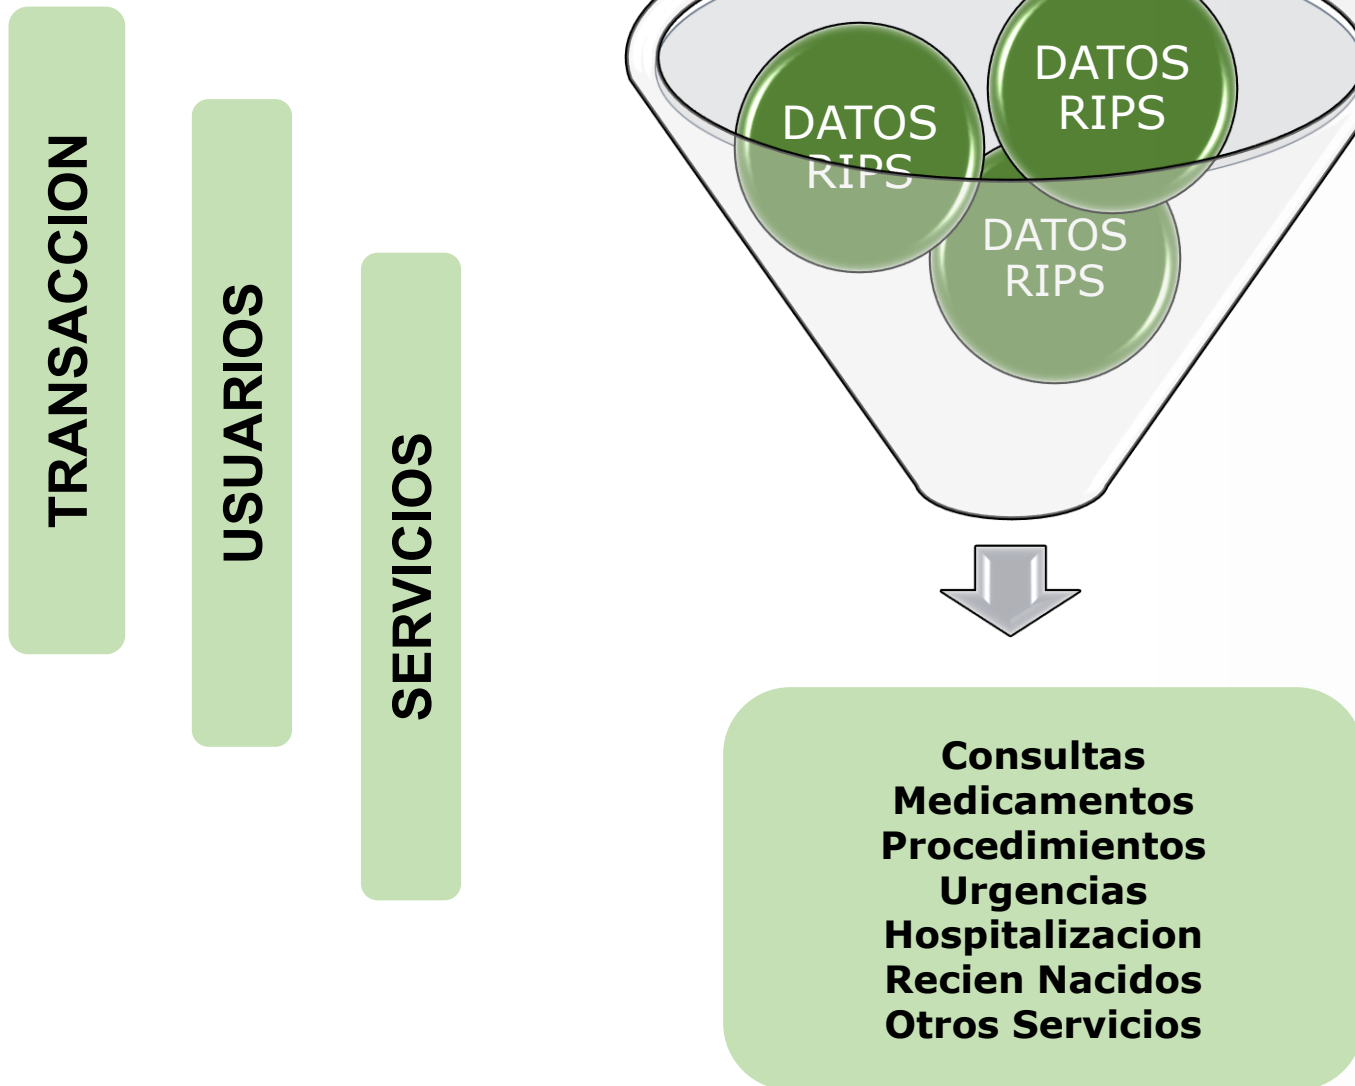 TRANSACCION
USUARIOS
SERVICIOS
DATOS
RIPS
DATOS
RIPS
DATOS
RIPS
Consultas
Medicamentos
Procedimientos
Urgencias
Hospitalizacion
Recien Nacidos
Otros Servicios